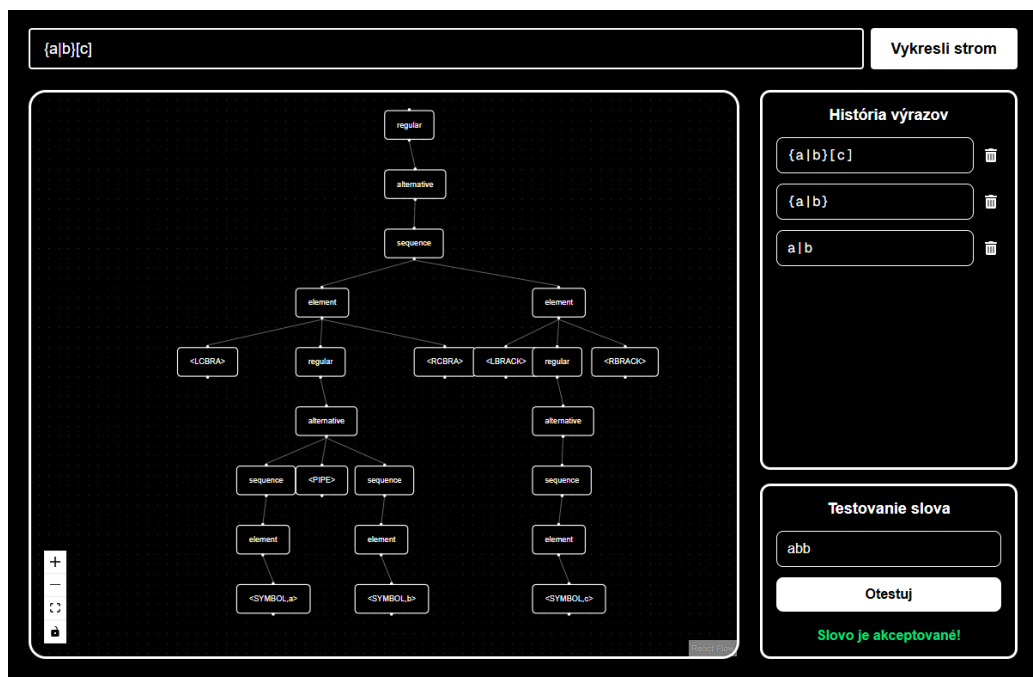 {a|b}[c]
Vykresli strom
regular
alternative
sequence
element
element
<LCBRA>
regular
<RCBRA>
<LBRACK>
regular
<RBRACK>
alternative
alternative
sequence
<PIPE>
sequence
sequence
element
element
element
<SYMBOL,a>
<SYMBOL,b>
<SYMBOL,c>
React Flow
História výrazov
{a|b}[c]
{a|b}
a|b
Testovanie slova
abb
Otestuj
Slovo je akceptované!